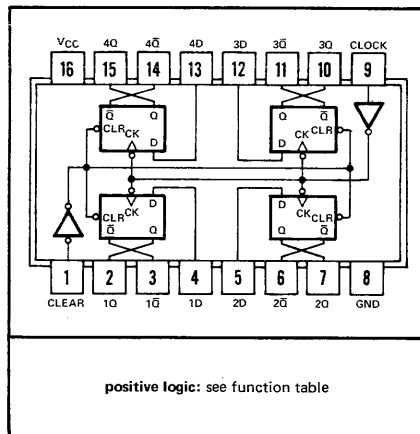 VCC 4Q 4Q̅ 4D 3D 3Q̅ 3Q CLOCK
16 15 14 13 12 11 10 9
Q̅ Q Q Q̅
CLR CK D D CK CLR
CLR CK D D CK CLR
Q̅ Q Q Q̅
1 2 3 4 5 6 7 8
CLEAR 1Q 1Q̅ 1D 2D 2Q̅ 2Q GND
positive logic: see function table